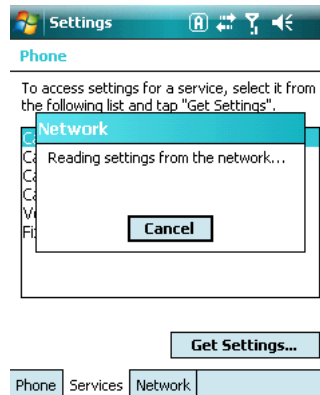 Settings
A
Phone
To access settings for a service, select it from
the following list and tap "Get Settings".
Network
Reading settings from the network...
Cancel
Get Settings...
Phone Services Network